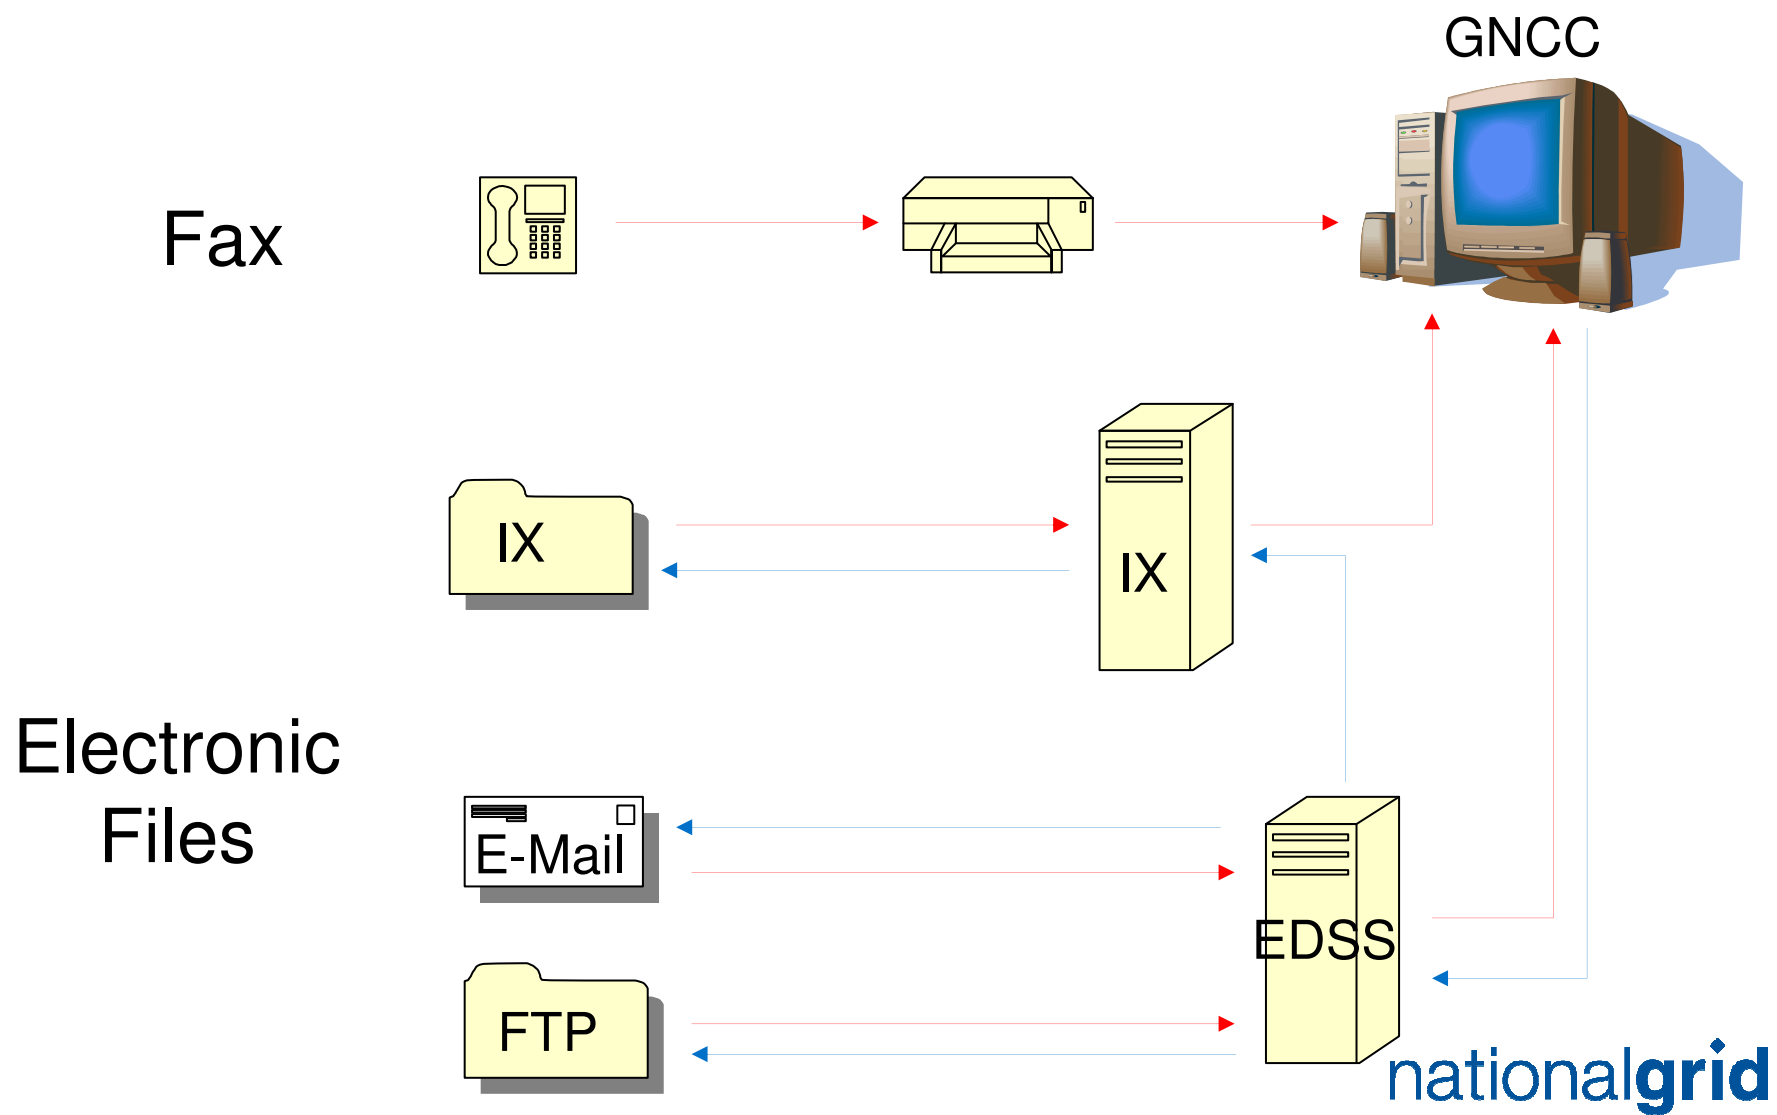 GNCC
Fax
IX
IX
Electronic
Files
E-Mail
EDSS
FTP
nationalgrid